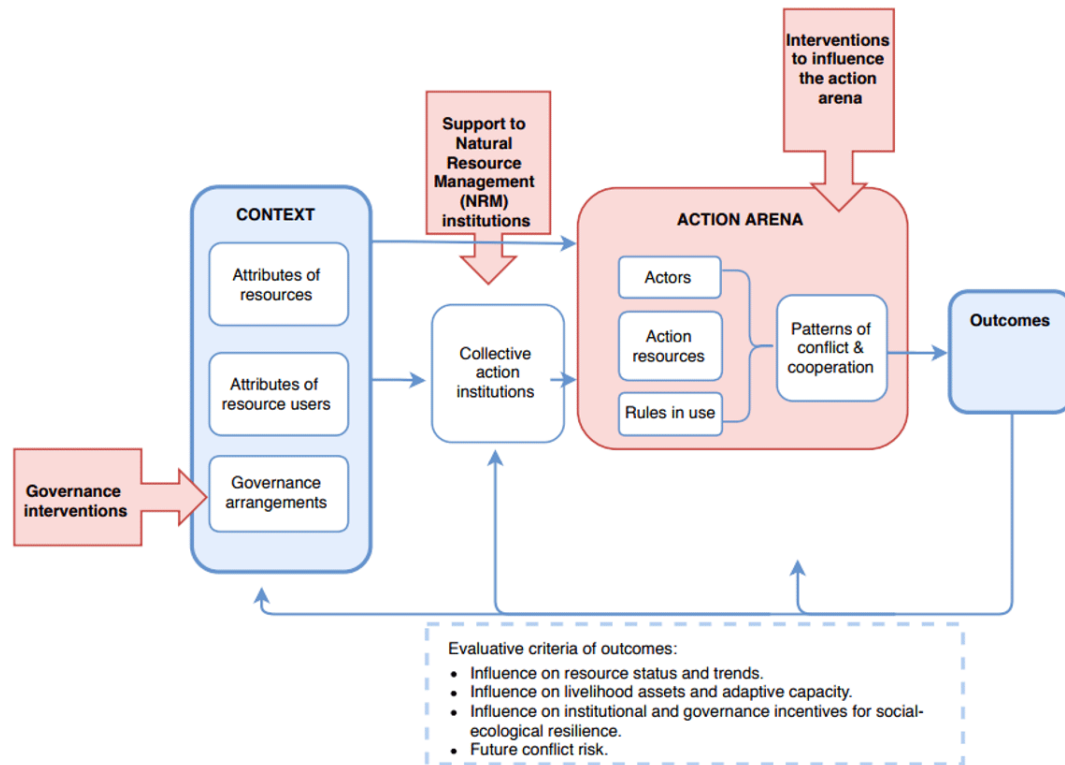 Interventions
to influence
the action
arena
Support to
Natural
Resource
Management
(NRM)
institutions
CONTEXT
Attributes of
resources
Attributes of
resource users
Governance
arrangements
Governance
interventions
Collective
action
institutions
ACTION ARENA
Actors
Action
resources
Rules in use
Patterns of
conflict &
cooperation
Outcomes
Evaluative criteria of outcomes:
• Influence on resource status and trends.
• Influence on livelihood assets and adaptive capacity.
• Influence on institutional and governance incentives for social-
ecological resilience.
• Future conflict risk.